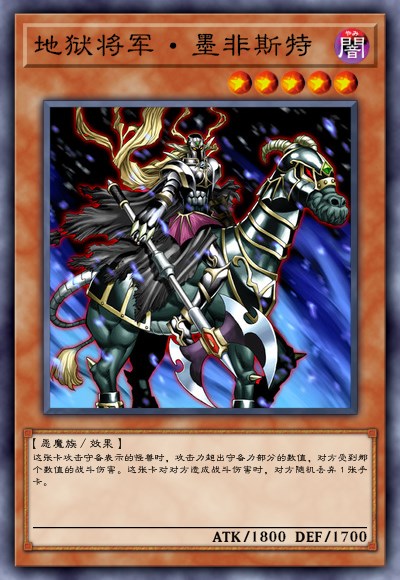 地狱将军·墨非斯特
やみ
闇
【恶魔族／效果】
这张卡攻击守备表示的怪兽时，攻击力超出守备力部分的数值，对方受到那
个数值的战斗伤害。这张卡对对方造成战斗伤害时，对方随机丢弃1张手
卡。
ATK/1800 DEF/1700